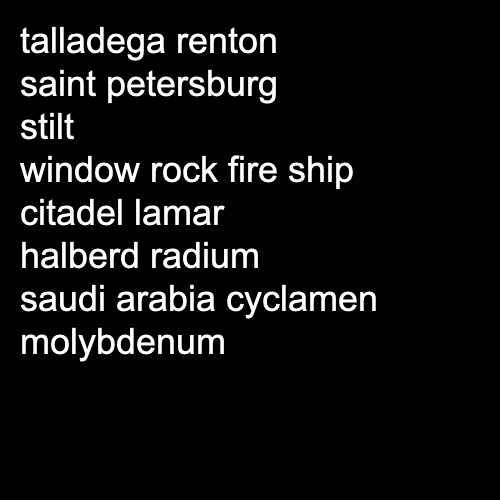 talladega renton
saint petersburg
stilt
window rock fire ship
citadel lamar
halberd radium
saudi arabia cyclamen
molybdenum